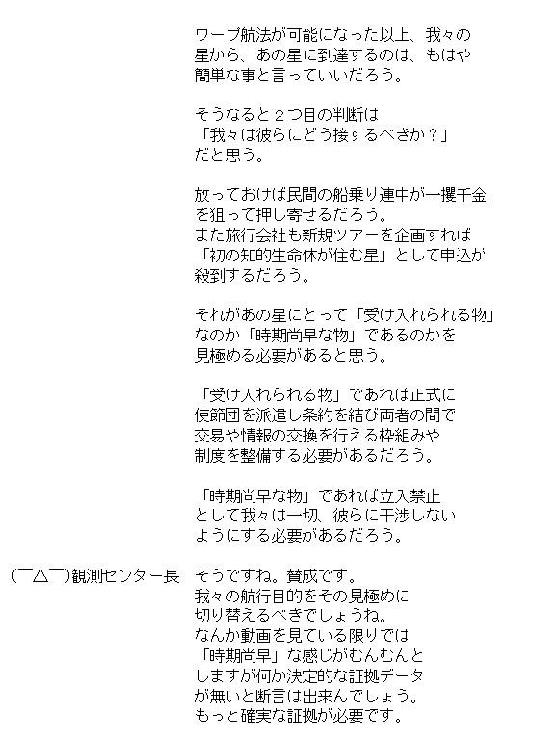 ワープ航法が可能になった以上、我々の
星から、あの星に到達するのは、もはや
簡単な事と言っていいだろう。
そうなると２つ目の判断は
「我々は彼らにどう接するべきか？」
だと思う。
放っておけば民間の船乗り連中が一攫千金
を狙って押し寄せるだろう。
また旅行会社も新規ツアーを企画すれば
「初の知的生命体が住む星」として申込が
殺到するだろう。
それがあの星にとって「受け入れられる物」
なのか「時期尚早な物」であるのかを
見極める必要があると思う。
「受け入れられる物」であれば正式に
使節団を派遣し条約を結び両者の間で
交易や情報の交換を行える枠組みや
制度を整備する必要があるだろう。
「時期尚早な物」であれば立入禁止
として我々は一切、彼らに干渉しない
ようにする必要があるだろう。
(￣△￣)観測センター長 そうですね。賛成です。
我々の航行目的をその見極めに
切り替えるべきでしょうね。
なんか動画を見ている限りでは
「時期尚早」な感じがむんむんと
しますが何か決定的な証拠データ
が無いと断言は出来んでしょう。
もっと確実な証拠が必要です。